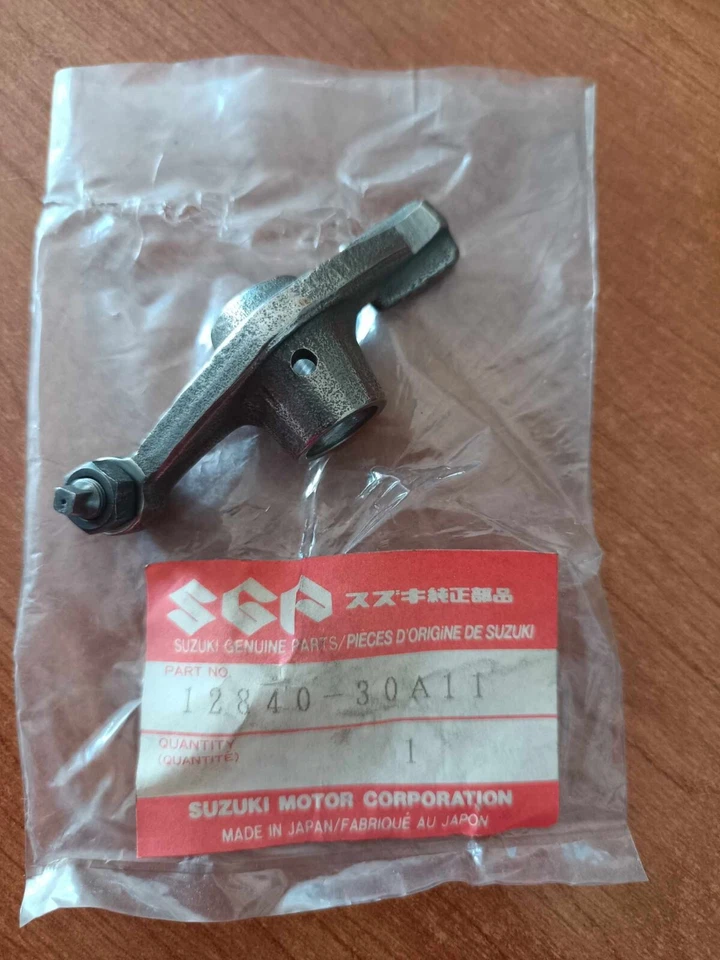 SGP スズキ純正部品
SUZUKI GENUINE PARTS/PIÈCES D'ORIGINE DE SUZUKI
PART NO.
12840-30A11
QUANTITY
(QUANTITÉ)
1
SUZUKI MOTOR CORPORATION
MADE IN JAPAN/FABRIQUÉ AU JAPON